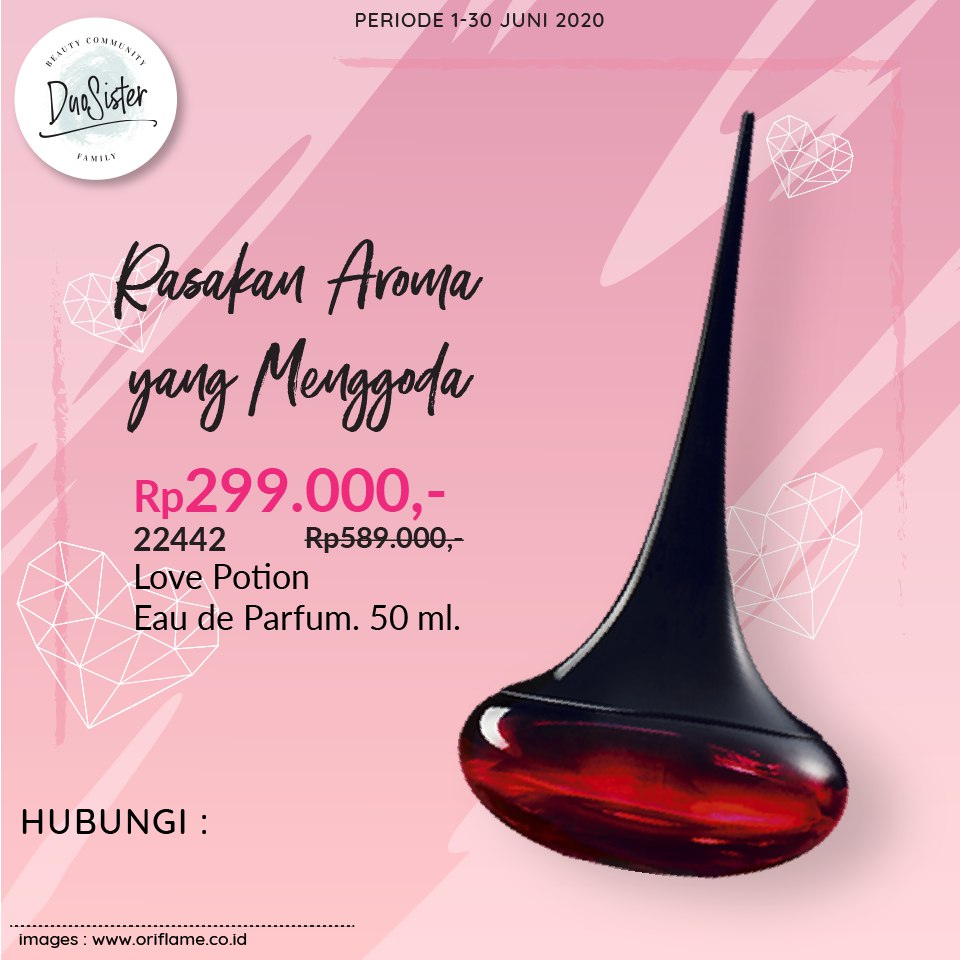 PERIODE 1-30 JUNI 2020
BEAUTY COMMUNITY
DuoSister
FAMILY
Rasakan Aroma
yang Menggoda
Rp299.000,-
22442 Rp589.000,-
Love Potion
Eau de Parfum. 50 ml.
HUBUNGI :
images : www.oriflame.co.id